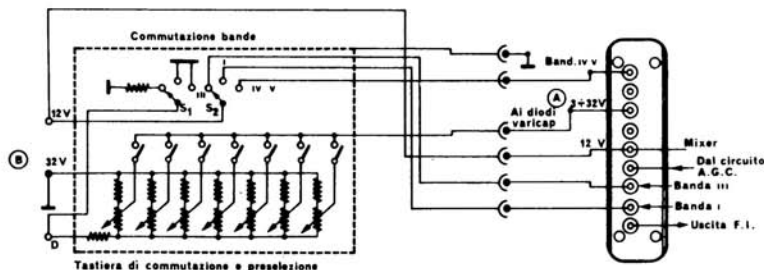 Commutazione bande
Band. IV V
I
III
IV V
S1
S2
12V
A
3÷32V
Ai diodi
varicap
B
32V
12 V
Mixer
Dal circuito
A.G.C.
Banda III
Banda I
Uscita F.I.
D
Tastiera di commutazione e preselezione